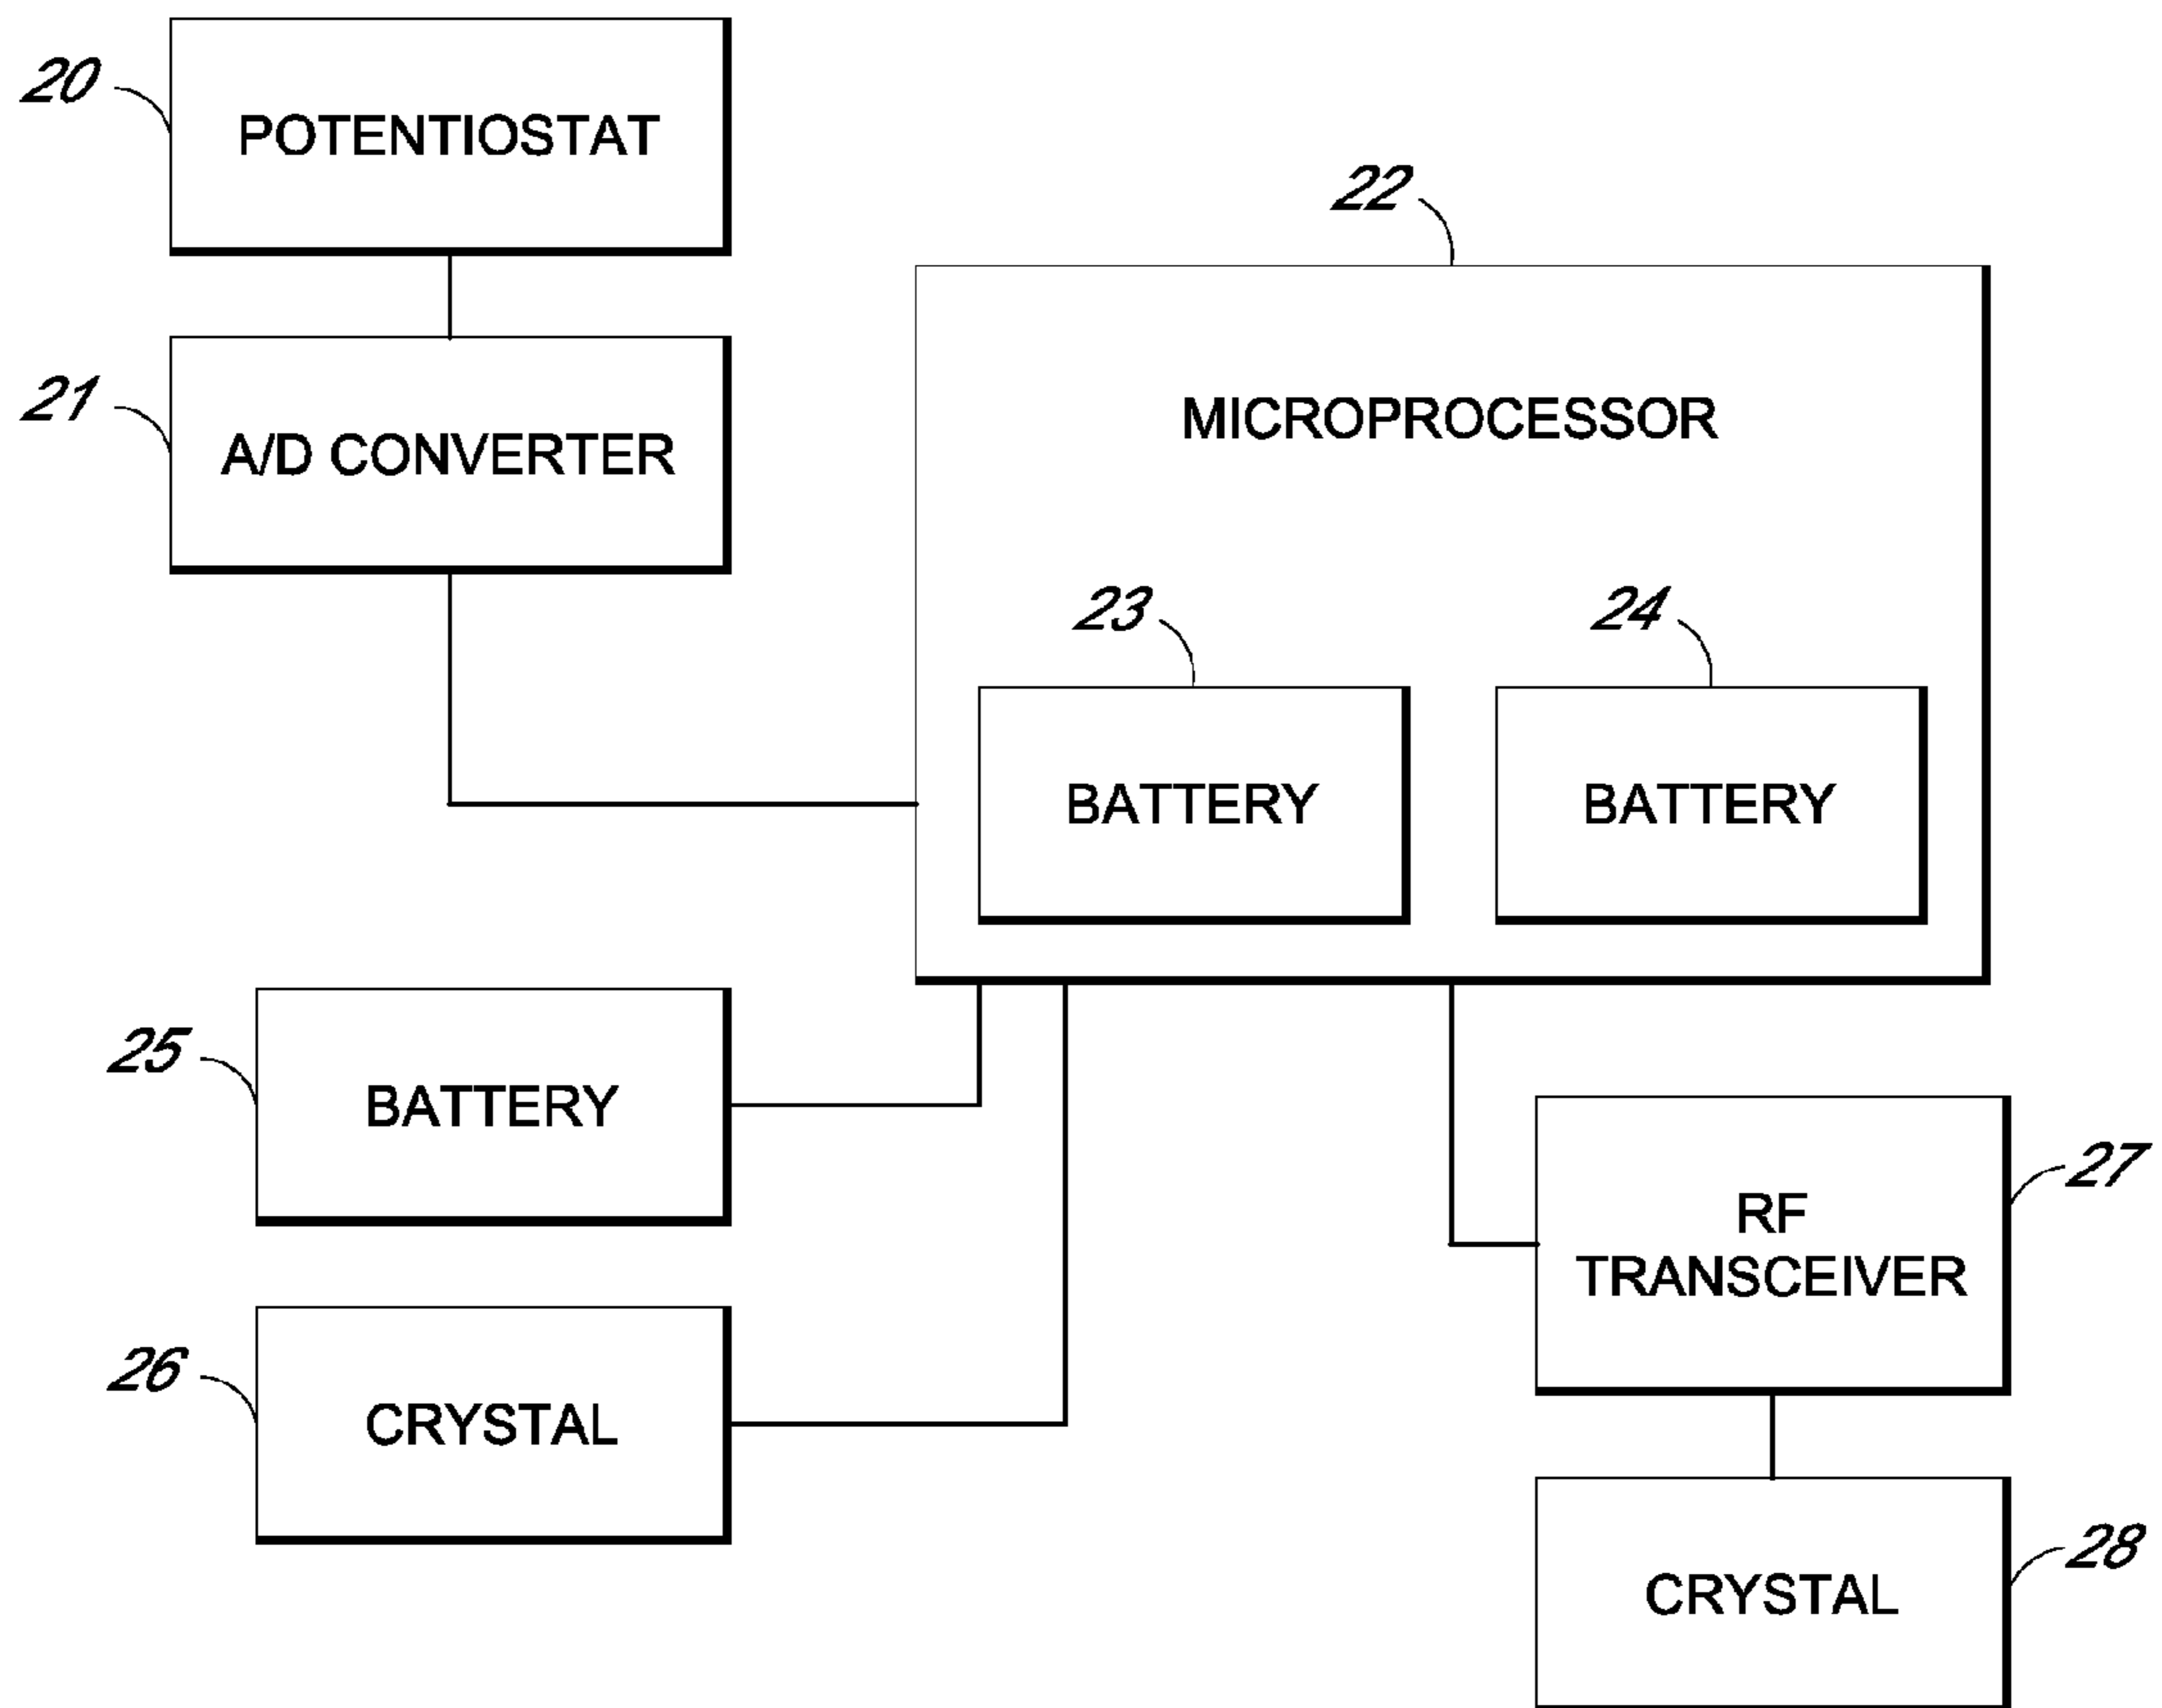 20
POTENTIOSTAT
21
A/D CONVERTER
22
MICROPROCESSOR
23
BATTERY
24
BATTERY
25
BATTERY
26
CRYSTAL
27
RF
TRANSCEIVER
28
CRYSTAL